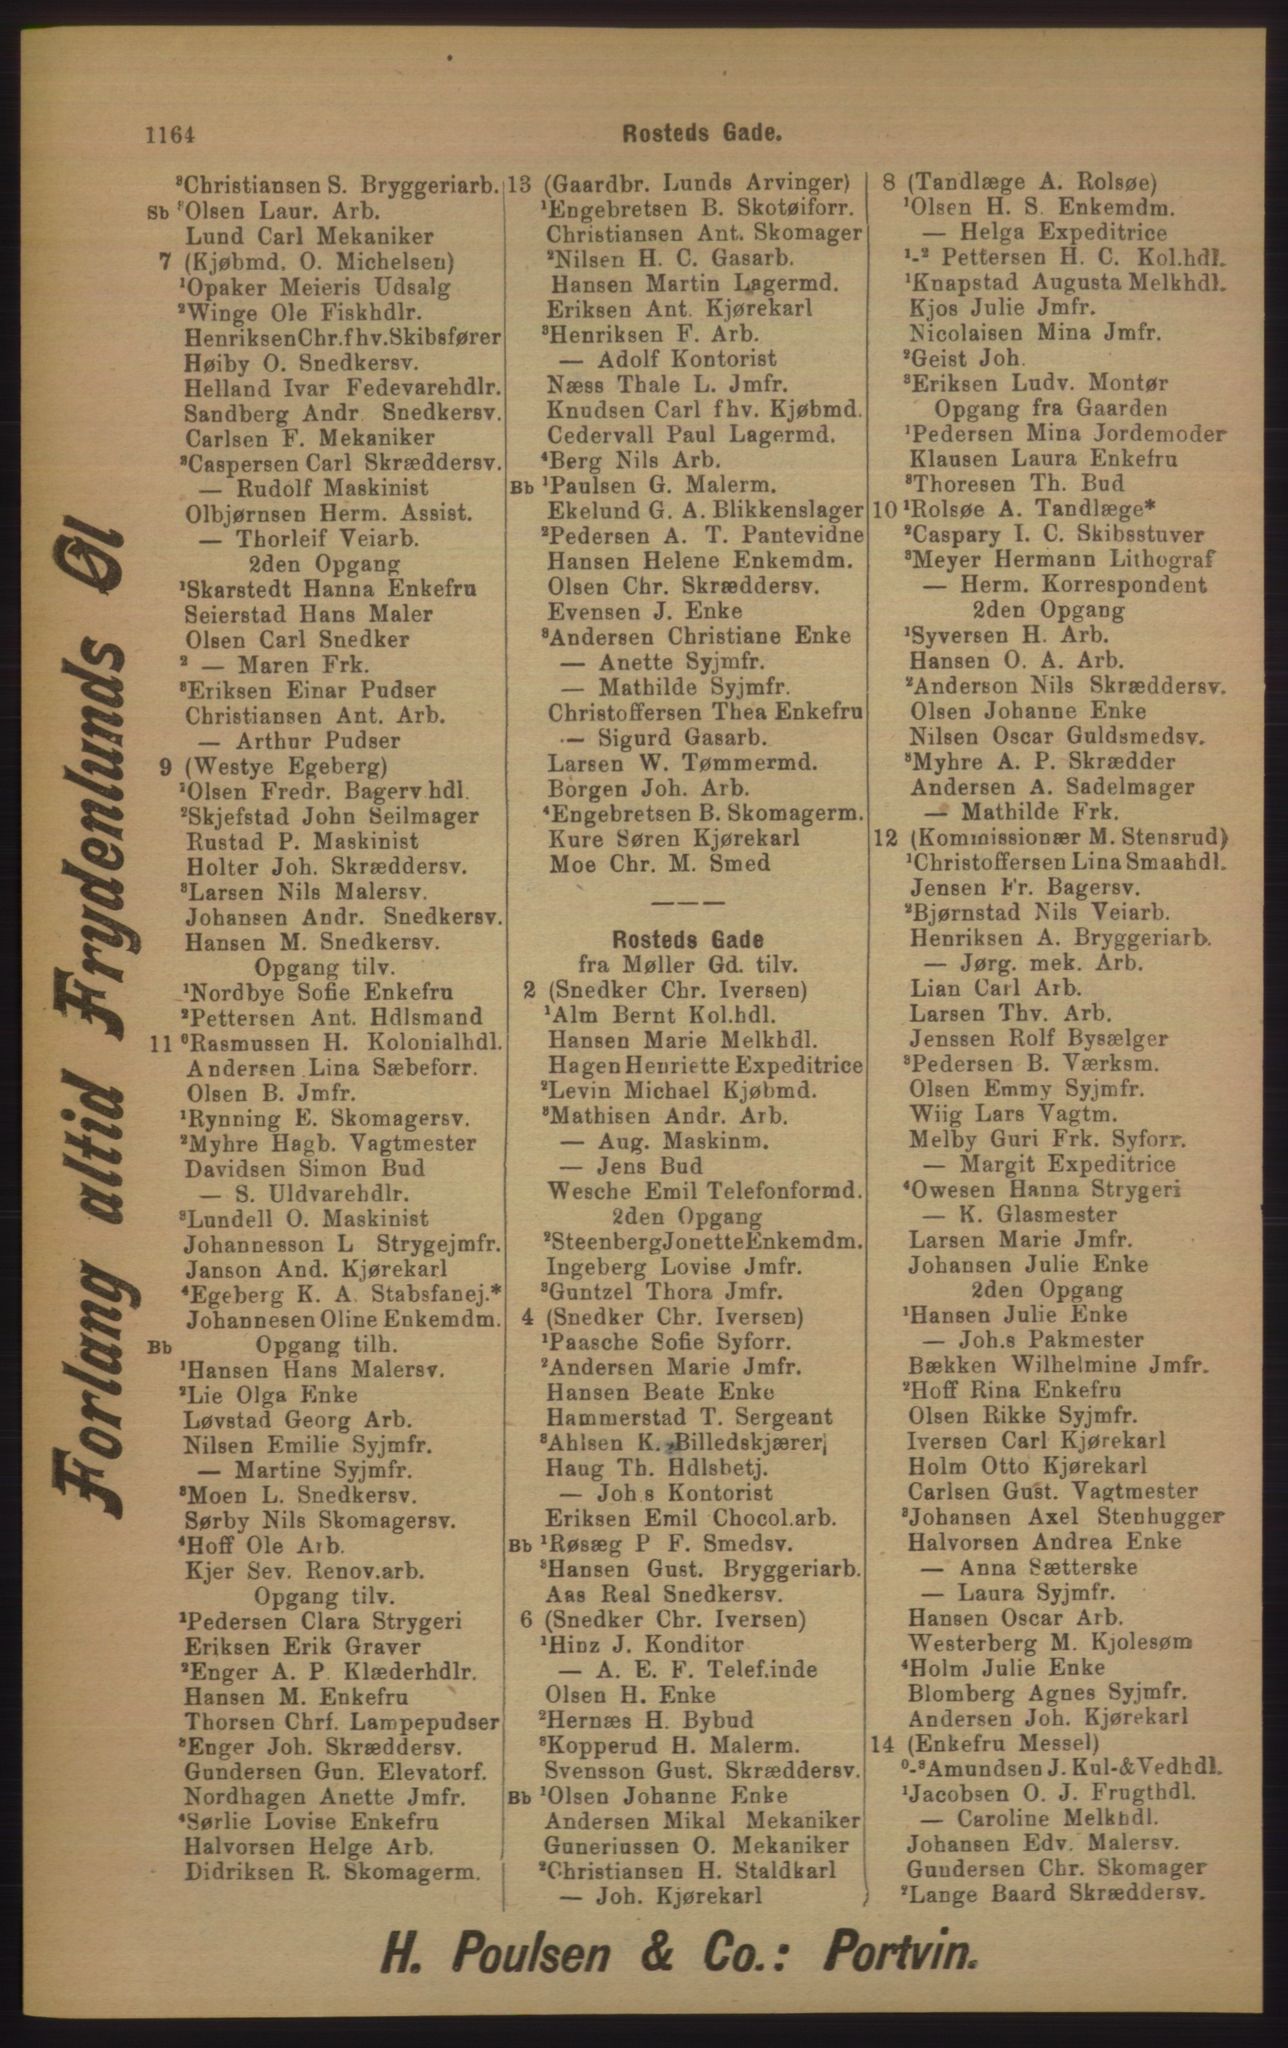 1164
Rosteds Gade.
³Christiansen S. Bryggeriarb.
Sb ³Olsen Laur. Arb.
Lund Carl Mekaniker
7 (Kjøbmd. O. Michelsen)
¹Opaker Meieris Udsalg
²Winge Ole Fiskhdlr.
Henriksen Chr. fhv. Skibsfører
Høiby O. Snedkersv.
Helland Ivar Fedevarehdlr.
Sandberg Andr. Snedkersv.
Carlsen F. Mekaniker
³Caspersen Carl Skræddersv.
— Rudolf Maskinist
Olbjørnsen Herm. Assist.
— Thorleif Veiarb.
2den Opgang
¹Skarstedt Hanna Enkefru
Seierstad Hans Maler
Olsen Carl Snedker
² — Maren Frk.
³Eriksen Einar Pudser
Christiansen Ant. Arb.
— Arthur Pudser
9 (Westye Egeberg)
¹Olsen Fredr. Bagerv hdl.
²Skjefstad John Seilmager
Rustad P. Maskinist
Holter Joh. Skræddersv.
³Larsen Nils Malersv.
Johansen Andr. Snedkersv.
Hansen M. Snedkersv.
Opgang tilv.
¹Nordbye Sofie Enkefru
²Pettersen Ant. Hdlsmand
11 ⁰Rasmussen H. Kolonialhdl.
Andersen Lina Sæbeforr.
Olsen B. Jmfr.
¹Rynning E. Skomagersv.
²Myhre Hagb. Vagtmester
Davidsen Simon Bud
— S. Uldvarehdlr.
³Lundell O. Maskinist
Johannesson L Strygejmfr.
Janson And. Kjørekarl
⁴Egeberg K. A. Stabsfanej.*
Johannesen Oline Enkemdm.
Bb Opgang tilh.
¹Hansen Hans Malersv.
²Lie Olga Enke
Løvstad Georg Arb.
Nilsen Emilie Syjmfr.
— Martine Syjmfr.
³Moen L. Snedkersv.
Sørby Nils Skomagersv.
⁴Hoff Ole Arb.
Kjer Sev. Renov.arb.
Opgang tilv.
¹Pedersen Clara Strygeri
Eriksen Erik Graver
²Enger A. P. Klæderhdlr.
Hansen M. Enkefru
Thorsen Chrf. Lampepudser
³Enger Joh. Skræddersv.
Gundersen Gun. Elevatorf.
Nordhagen Anette Jmfr.
⁴Sørlie Lovise Enkefru
Halvorsen Helge Arb.
Didriksen R. Skomagerm.
13 (Gaardbr. Lunds Arvinger)
¹Engebretsen B. Skotøiforr.
Christiansen Ant. Skomager
²Nilsen H. C. Gasarb.
Hansen Martin Lagermd.
Eriksen Ant. Kjørekarl
³Henriksen F. Arb.
— Adolf Kontorist
Næss Thale L. Jmfr.
Knudsen Carl fhv. Kjøbmd.
Cedervall Paul Lagermd.
⁴Berg Nils Arb.
Bb ¹Paulsen G. Malerm.
Ekelund G. A. Blikkenslager
²Pedersen A. T. Pantevidne
Hansen Helene Enkemdm.
Olsen Chr. Skræddersv.
Evensen J. Enke
³Andersen Christiane Enke
— Anette Syjmfr.
— Mathilde Syjmfr.
Christoffersen Thea Enkefru
— Sigurd Gasarb.
Larsen W. Tømmermd.
Borgen Joh. Arb.
⁴Engebretsen B. Skomagerm.
Kure Søren Kjørekarl
Moe Chr. M. Smed
———
Rosteds Gade
fra Møller Gd. tilv.
2 (Snedker Chr. Iversen)
¹Alm Bernt Kol.hdl.
Hansen Marie Melkhdl.
Hagen Henriette Expeditrice
²Levin Michael Kjøbmd.
³Mathisen Andr. Arb.
— Aug. Maskinm.
— Jens Bud
Wesche Emil Telefonformd.
2den Opgang
²Steenberg Jonette Enkemdm.
Ingeberg Lovise Jmfr.
³Guntzel Thora Jmfr.
4 (Snedker Chr. Iversen)
¹Paasche Sofie Syforr.
²Andersen Marie Jmfr.
Hansen Beate Enke
Hammerstad T. Sergeant
³Ahlsen K. Billedskjærer
Haug Th. Hdlsbetj.
— Joh s Kontorist
Eriksen Emil Chocol.arb.
Bb ¹Røsæg P F. Smedsv.
³Hansen Gust. Bryggeriarb.
Aas Real Snedkersv.
6 (Snedker Chr. Iversen)
¹Hinz J. Konditor
— A. E. F. Telef.inde
Olsen H. Enke
²Hernæs H. Bybud
³Kopperud H. Malerm.
Svensson Gust. Skræddersv.
Bb ¹Olsen Johanne Enke
Andersen Mikal Mekaniker
Guneriussen O. Mekaniker
²Christiansen H. Staldkarl
— Joh. Kjørekarl
8 (Tandlæge A. Rolsøe)
¹Olsen H. S. Enkemdm.
— Helga Expeditrice
¹-² Pettersen H. C. Kol.hdl.
¹Knapstad Augusta Melkhdl.
Kjos Julie Jmfr.
Nicolaisen Mina Jmfr.
²Geist Joh.
³Eriksen Ludv. Montør
Opgang fra Gaarden
¹Pedersen Mina Jordemoder
Klausen Laura Enkefru
³Thoresen Th. Bud
10 ¹Rolsøe A. Tandlæge*
²Caspary I. C. Skibsstuver
³Meyer Hermann Lithograf
— Herm. Korrespondent
2den Opgang
¹Syversen H. Arb.
Hansen O. A. Arb.
²Anderson Nils Skræddersv.
Olsen Johanne Enke
Nilsen Oscar Guldsmedsv.
³Myhre A. P. Skrædder
Andersen A. Sadelmager
— Mathilde Frk.
12 (Kommissionær M. Stensrud)
¹Christoffersen Lina Smaahdl.
Jensen Fr. Bagersv.
²Bjørnstad Nils Veiarb.
Henriksen A. Bryggeriarb.
— Jørg. mek. Arb.
Lian Carl Arb.
Larsen Thv. Arb.
Jenssen Rolf Bysælger
³Pedersen B. Værksm.
Olsen Emmy Syjmfr.
Wiig Lars Vagtm.
Melby Guri Frk. Syforr.
— Margit Expeditrice
⁴Owesen Hanna Strygeri
— K. Glasmester
Larsen Marie Jmfr.
Johansen Julie Enke
2den Opgang
¹Hansen Julie Enke
— Joh.s Pakmester
Bækken Wilhelmine Jmfr.
²Hoff Rina Enkefru
Olsen Rikke Syjmfr.
Iversen Carl Kjørekarl
Holm Otto Kjørekarl
Carlsen Gust. Vagtmester
³Johansen Axel Stenhugger
Halvorsen Andrea Enke
— Anna Sætterske
— Laura Syjmfr.
Hansen Oscar Arb.
Westerberg M. Kjolesøm
⁴Holm Julie Enke
Blomberg Agnes Syjmfr.
Andersen Joh. Kjørekarl
14 (Enkefru Messel)
⁰-³Amundsen J. Kul-& Vedhdl.
¹Jacobsen O. J. Frugthdl.
— Caroline Melkhdl.
Johansen Edv. Malersv.
Gundersen Chr. Skomager
²Lange Baard Skræddersv.
Forlang altid Frydenlunds Øl
H. Poulsen & Co.: Portvin.